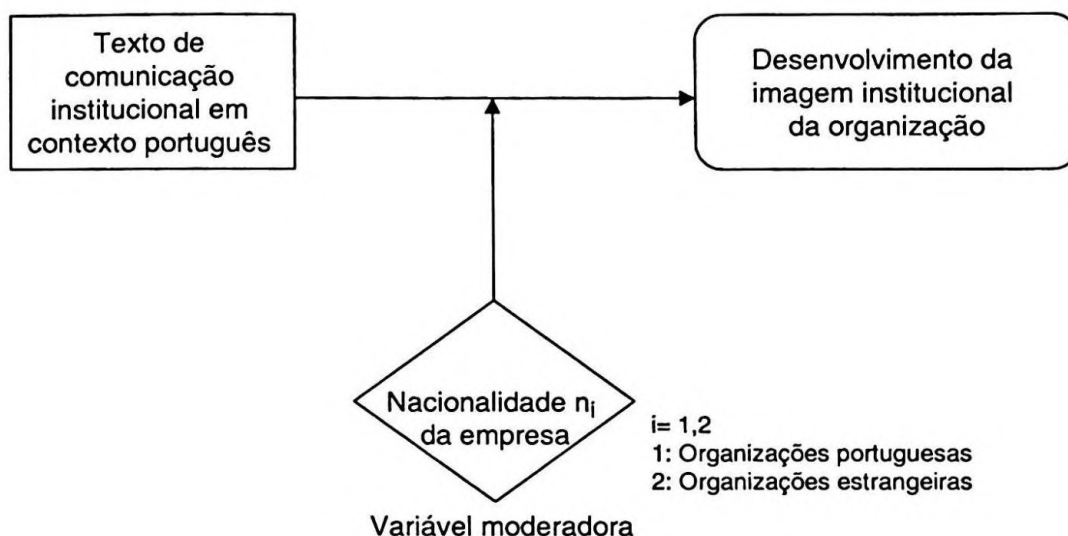 Texto de
comunicação
institucional em
contexto português
Desenvolvimento da
imagem institucional
da organização
Nacionalidade nᵢ
da empresa
i= 1,2
1: Organizações portuguesas
2: Organizações estrangeiras
Variável moderadora